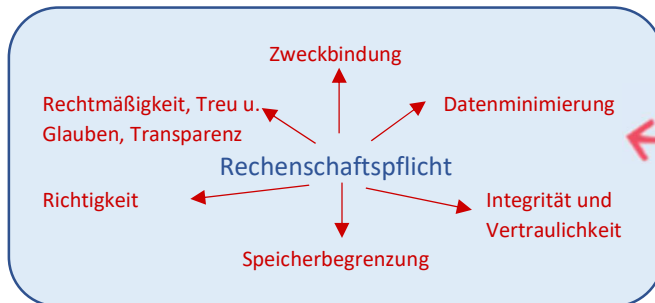 Zweckbindung
Rechtmäßigkeit, Treu u.
Glauben, Transparenz
Datenminimierung
Rechenschaftspflicht
Richtigkeit
Integrität und
Vertraulichkeit
Speicherbegrenzung